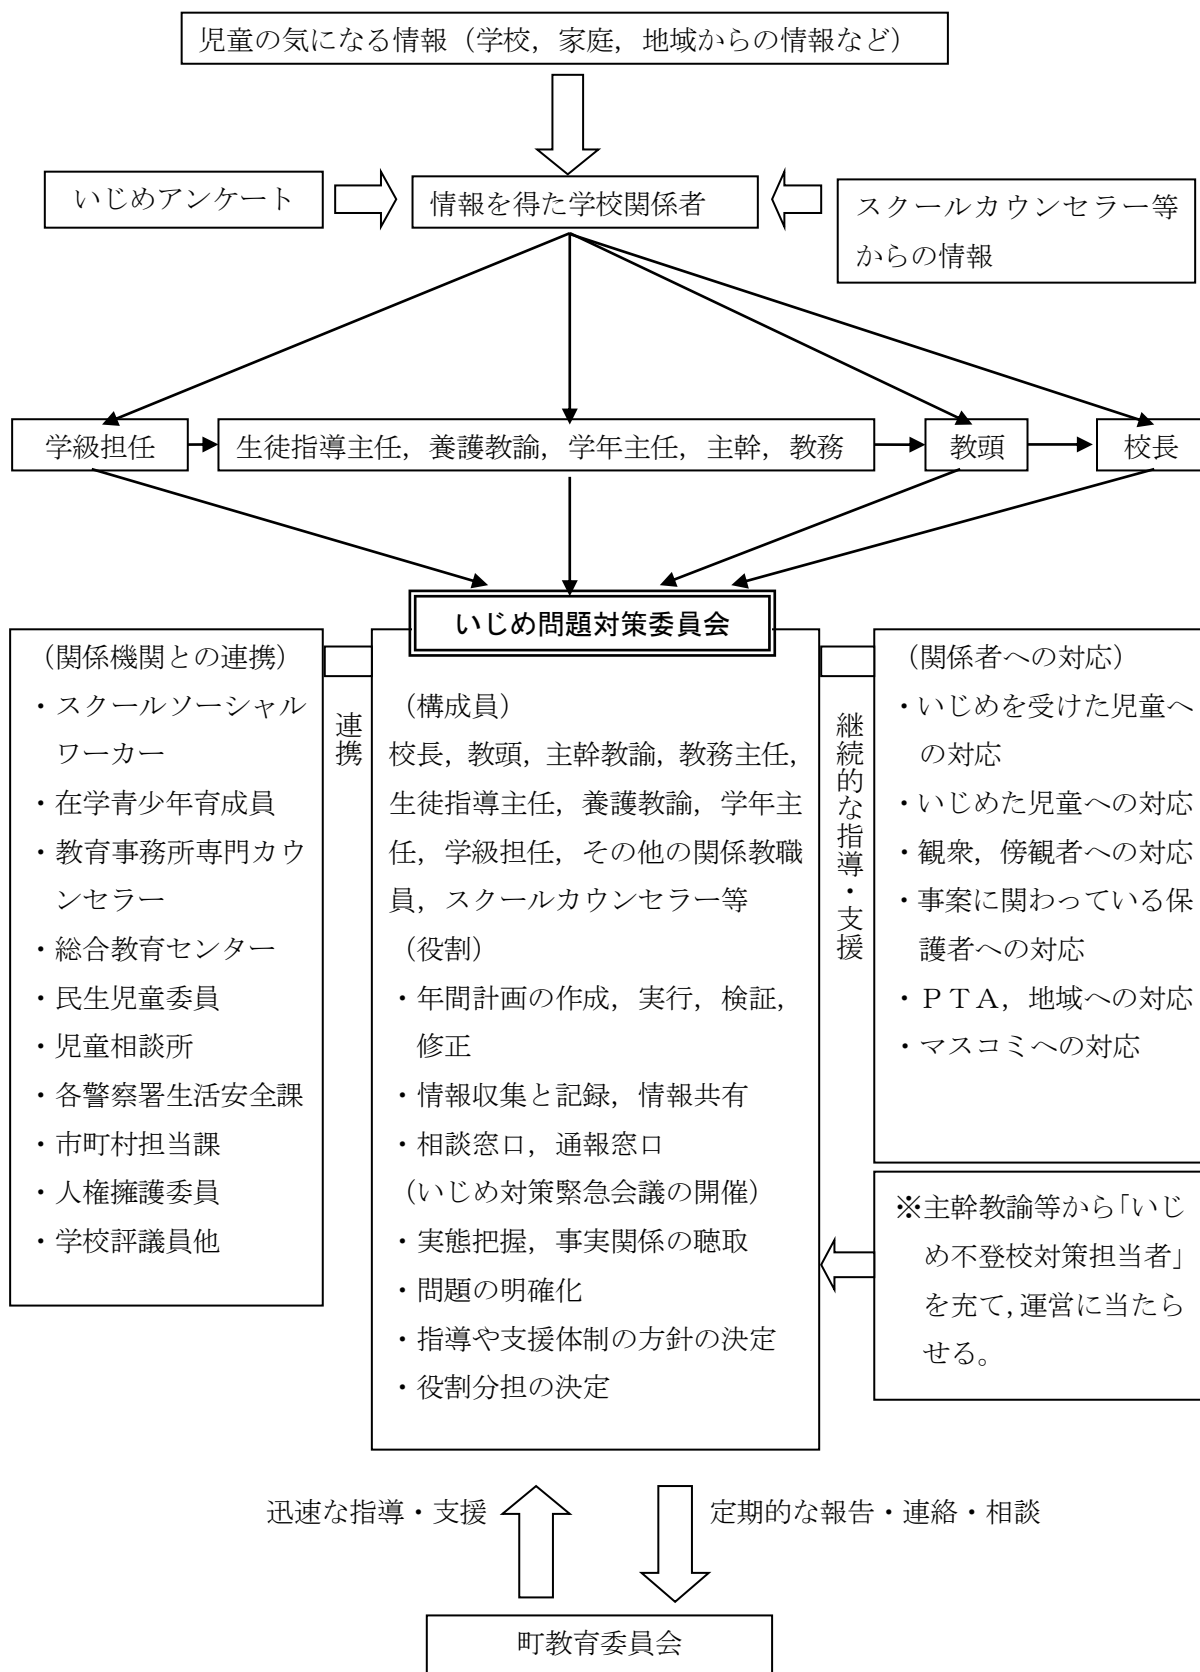 児童の気になる情報（学校，家庭，地域からの情報など）
いじめアンケート
情報を得た学校関係者
スクールカウンセラー等
からの情報
学級担任
生徒指導主任，養護教諭，学年主任，主幹，教務
教頭
校長
いじめ問題対策委員会
（関係機関との連携）
・スクールソーシャル
ワーカー
・在学青少年育成員
・教育事務所専門カウ
ンセラー
・総合教育センター
・民生児童委員
・児童相談所
・各警察署生活安全課
・市町村担当課
・人権擁護委員
・学校評議員他
連携
（構成員）
校長，教頭，主幹教諭，教務主任，
生徒指導主任，養護教諭，学年主
任，学級担任，その他の関係教職
員，スクールカウンセラー等
（役割）
・年間計画の作成，実行，検証，
修正
・情報収集と記録，情報共有
・相談窓口，通報窓口
（いじめ対策緊急会議の開催）
・実態把握，事実関係の聴取
・問題の明確化
・指導や支援体制の方針の決定
・役割分担の決定
継続的な指導・支援
（関係者への対応）
・いじめを受けた児童へ
の対応
・いじめた児童への対応
・観衆，傍観者への対応
・事案に関わっている保
護者への対応
・ＰＴＡ，地域への対応
・マスコミへの対応
※主幹教諭等から「いじ
め不登校対策担当者」
を充て,運営に当たら
せる。
迅速な指導・支援
定期的な報告・連絡・相談
町教育委員会